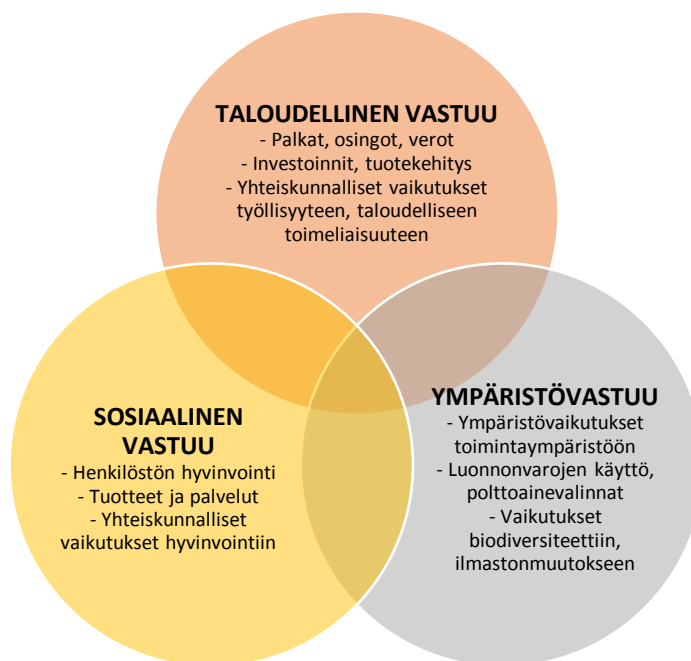 TALOUDELLINEN VASTUU
- Palkat, osingot, verot
- Investoinnit, tuotekehitys
- Yhteiskunnalliset vaikutukset
työllisyyteen, taloudelliseen
toimeliaisuuteen
SOSIAALINEN
VASTUU
- Henkilöstön hyvinvointi
- Tuotteet ja palvelut
- Yhteiskunnalliset
vaikutukset hyvinvointiin
YMPÄRISTÖVASTUU
- Ympäristövaikutukset
toimintaympäristöön
- Luonnonvarojen käyttö,
polttoainevalinnat
- Vaikutukset
biodiversiteettiin,
ilmastonmuutokseen